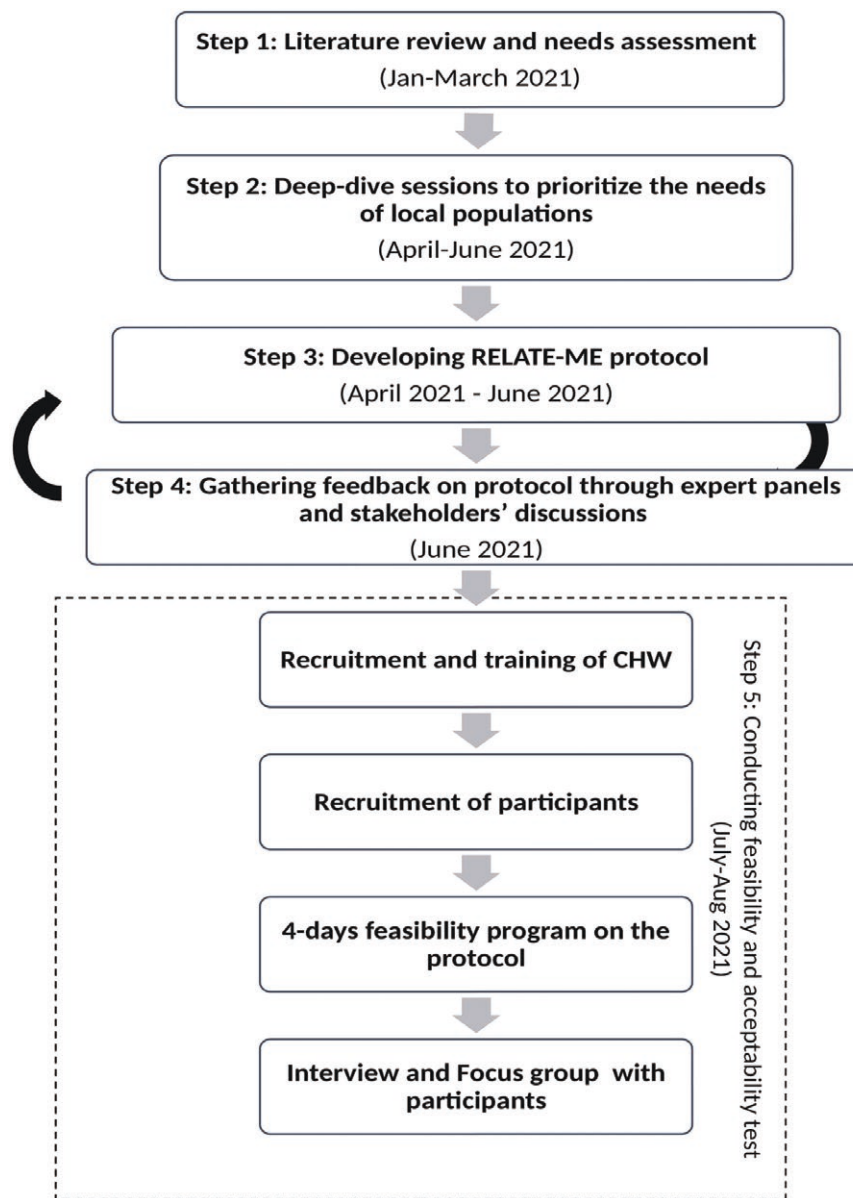 Step 1: Literature review and needs assessment
(Jan-March 2021)
Step 2: Deep-dive sessions to prioritize the needs
of local populations
(April-June 2021)
Step 3: Developing RELATE-ME protocol
(April 2021 - June 2021)
Step 4: Gathering feedback on protocol through expert panels
and stakeholders’ discussions
(June 2021)
Recruitment and training of CHW
Recruitment of participants
4-days feasibility program on the
protocol
Interview and Focus group with
participants
Step 5: Conducting feasibility and acceptability test
(July-Aug 2021)